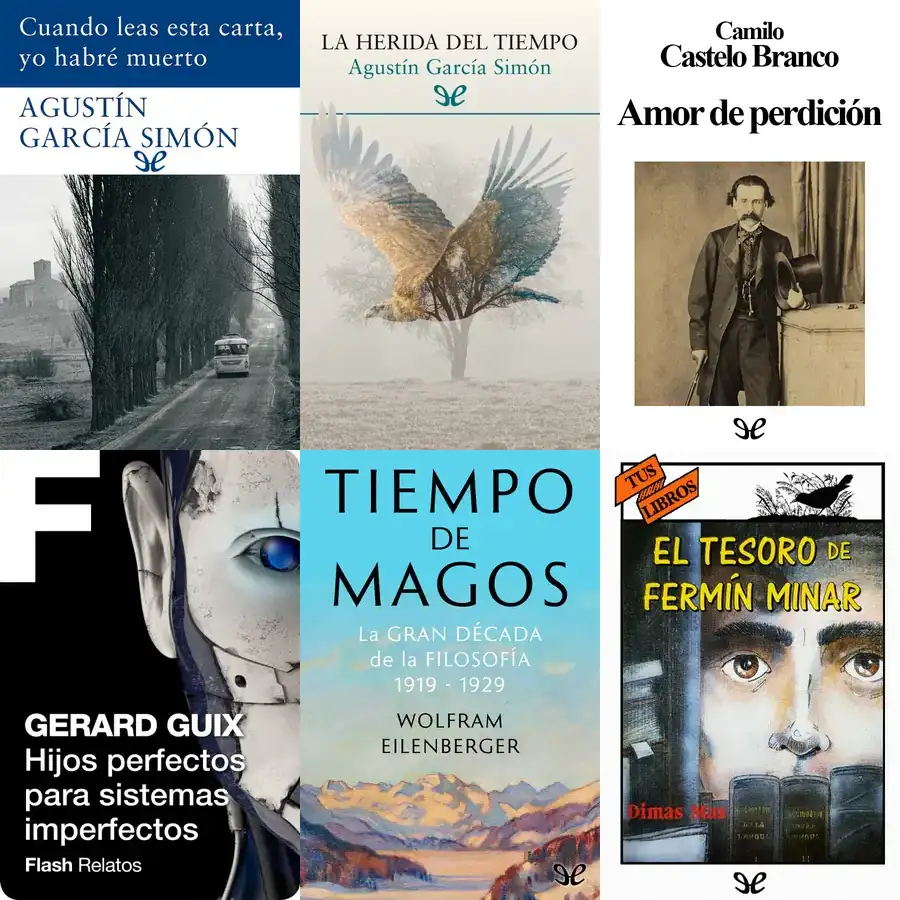 Cuando leas esta carta,
yo habré muerto
AGUSTÍN
GARCÍA SIMÓN
LA HERIDA DEL TIEMPO
Agustín García Simón
Camilo
Castelo Branco
Amor de perdición
F
GERARD GUIX
Hijos perfectos
para sistemas
imperfectos
Flash Relatos
TIEMPO
DE
MAGOS
La GRAN DÉCADA
de la FILOSOFÍA
1919 - 1929
WOLFRAM
EILENBERGER
TUS
LIBROS
EL TESORO DE
FERMÍN MINAR
Dimas Mas